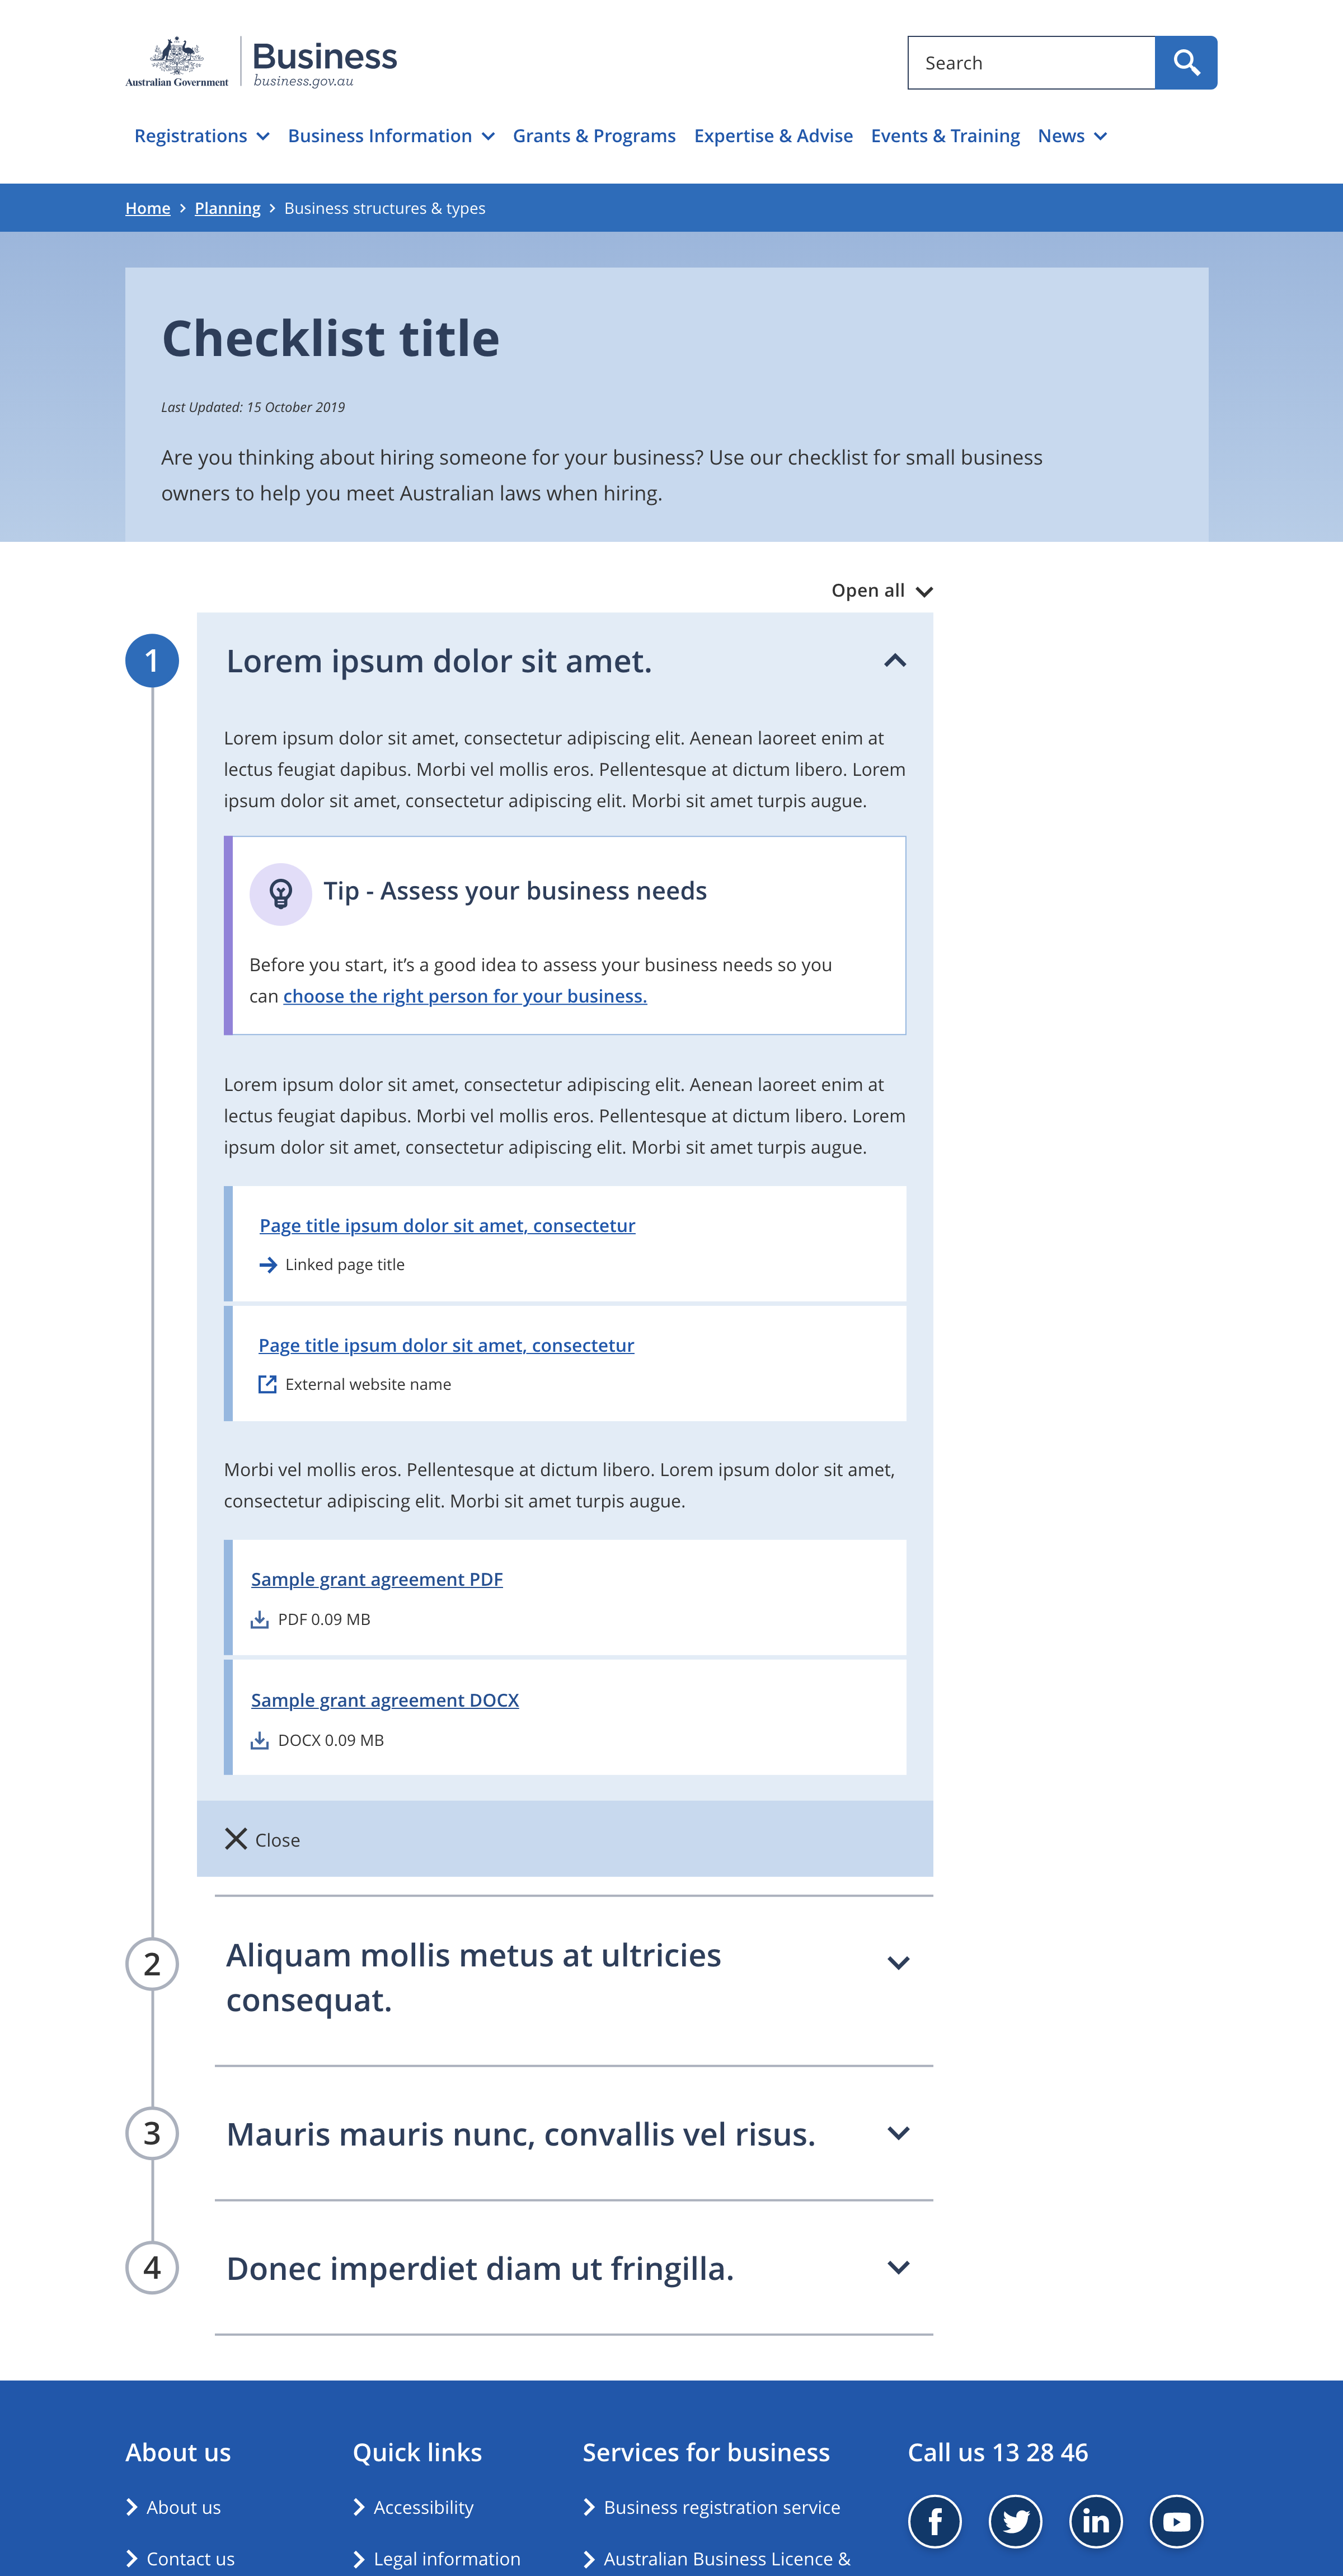 Australian Government
Business
business.gov.au
Search
Registrations Business Information Grants & Programs Expertise & Advise Events & Training News
Home Planning Business structures & types
Checklist title
Last Updated: 15 October 2019
Are you thinking about hiring someone for your business? Use our checklist for small business
owners to help you meet Australian laws when hiring.
Open all
1
Lorem ipsum dolor sit amet.
Lorem ipsum dolor sit amet, consectetur adipiscing elit. Aenean laoreet enim at
lectus feugiat dapibus. Morbi vel mollis eros. Pellentesque at dictum libero. Lorem
ipsum dolor sit amet, consectetur adipiscing elit. Morbi sit amet turpis augue.
Tip - Assess your business needs
Before you start, it’s a good idea to assess your business needs so you
can choose the right person for your business.
Lorem ipsum dolor sit amet, consectetur adipiscing elit. Aenean laoreet enim at
lectus feugiat dapibus. Morbi vel mollis eros. Pellentesque at dictum libero. Lorem
ipsum dolor sit amet, consectetur adipiscing elit. Morbi sit amet turpis augue.
Page title ipsum dolor sit amet, consectetur
Linked page title
Page title ipsum dolor sit amet, consectetur
External website name
Morbi vel mollis eros. Pellentesque at dictum libero. Lorem ipsum dolor sit amet,
consectetur adipiscing elit. Morbi sit amet turpis augue.
Sample grant agreement PDF
PDF 0.09 MB
Sample grant agreement DOCX
DOCX 0.09 MB
Close
2
Aliquam mollis metus at ultricies
consequat.
3
Mauris mauris nunc, convallis vel risus.
4
Donec imperdiet diam ut fringilla.
About us
About us
Contact us
Quick links
Accessibility
Legal information
Services for business
Business registration service
Australian Business Licence &
Call us 13 28 46